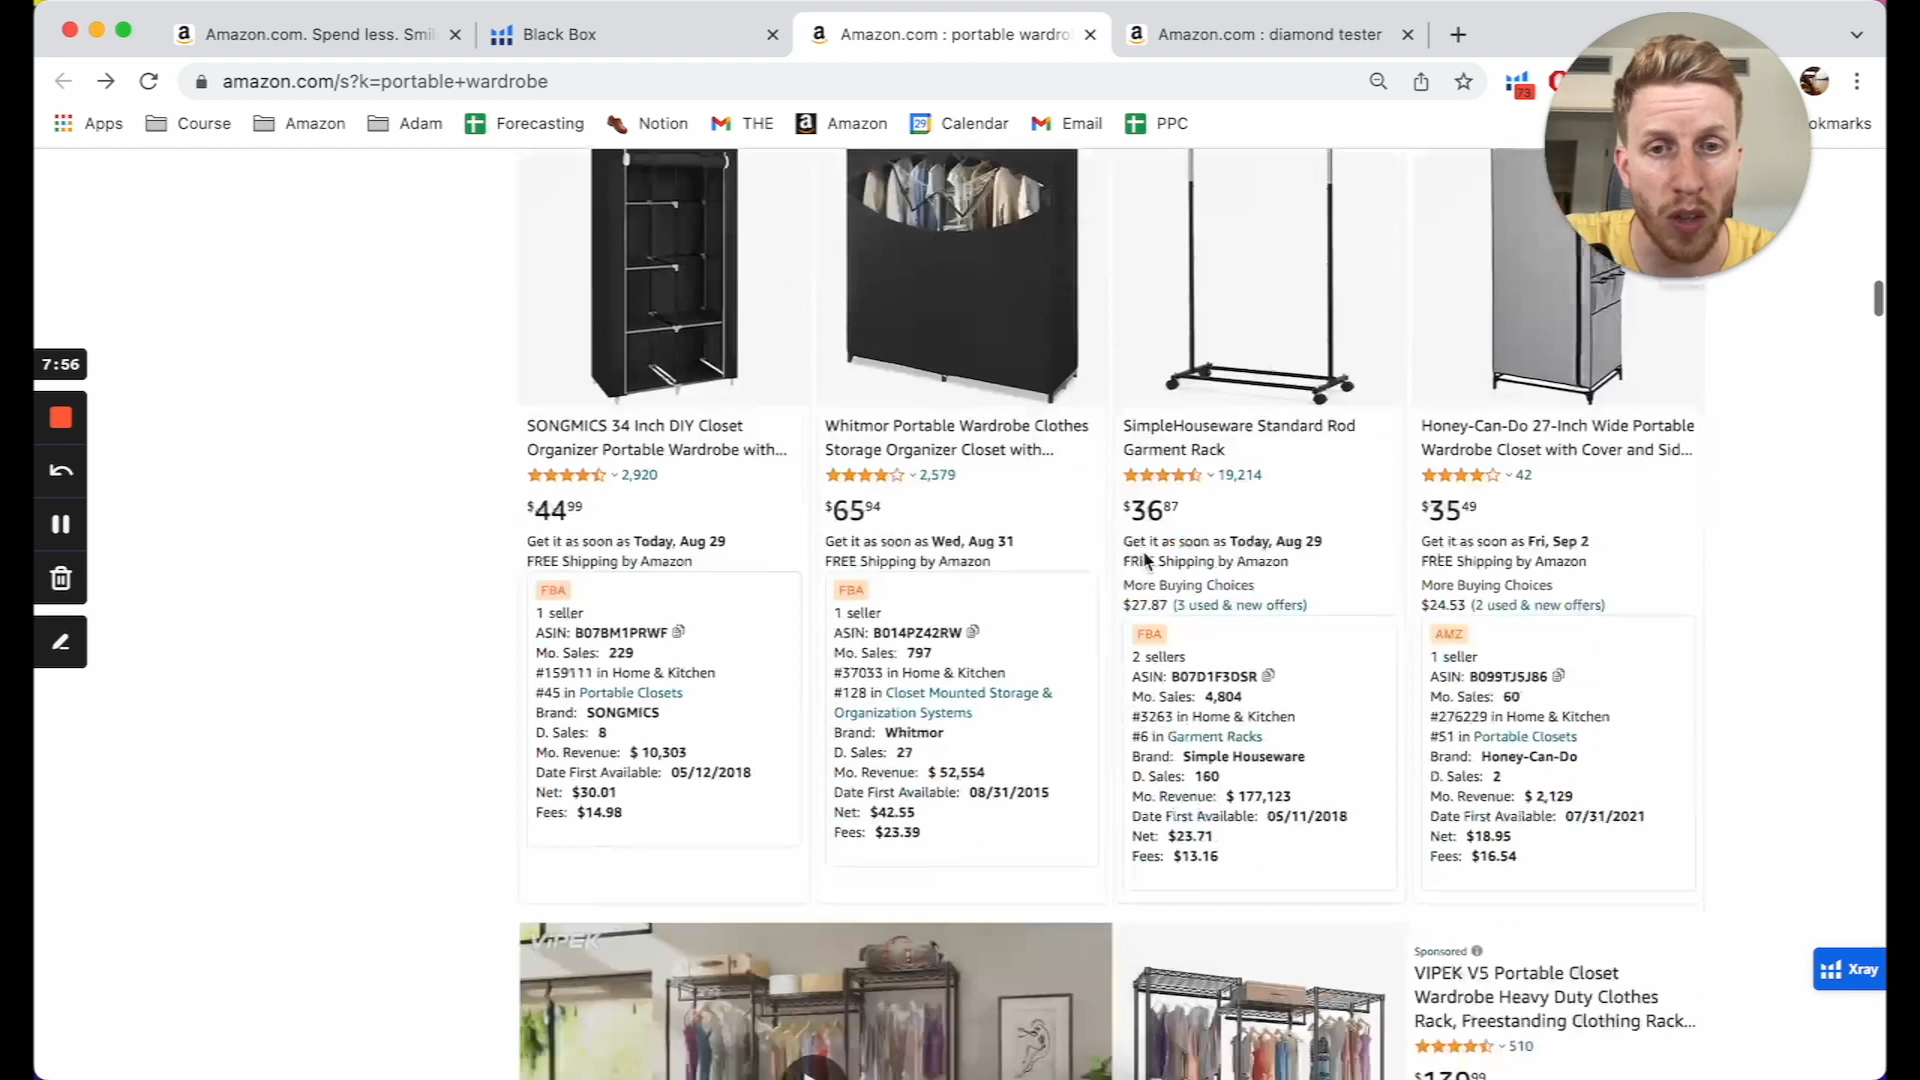 Amazon.com. Spend less. Smil
Black Box
Amazon.com : portable wardro
Amazon.com : diamond tester
amazon.com/s?k=portable+wardrobe
73
Apps
Course
Amazon
Adam
Forecasting
Notion
THE
Amazon
29
Calendar
Email
PPC
okmarks
7:56
SONGMICS 34 Inch DIY Closet
Organizer Portable Wardrobe with...
2,920
$4499
Get it as soon as Today, Aug 29
FREE Shipping by Amazon
FBA
1 seller
ASIN: B07BM1PRWF
Mo. Sales: 229
#159111 in Home & Kitchen
#45 in Portable Closets
Brand: SONGMICS
D. Sales: 8
Mo. Revenue: $ 10,303
Date First Available: 05/12/2018
Net: $30.01
Fees: $14.98
Whitmor Portable Wardrobe Clothes
Storage Organizer Closet with...
2,579
$6594
Get it as soon as Wed, Aug 31
FREE Shipping by Amazon
FBA
1 seller
ASIN: B014PZ42RW
Mo. Sales: 797
#37033 in Home & Kitchen
#128 in Closet Mounted Storage &
Organization Systems
Brand: Whitmor
D. Sales: 27
Mo. Revenue: $ 52,554
Date First Available: 08/31/2015
Net: $42.55
Fees: $23.39
SimpleHouseware Standard Rod
Garment Rack
19,214
$3687
Get it as soon as Today, Aug 29
FREE Shipping by Amazon
More Buying Choices
$27.87 (3 used & new offers)
FBA
2 sellers
ASIN: B07D1F3DSR
Mo. Sales: 4,804
#3263 in Home & Kitchen
#6 in Garment Racks
Brand: Simple Houseware
D. Sales: 160
Mo. Revenue: $ 177,123
Date First Available: 05/11/2018
Net: $23.71
Fees: $13.16
Honey-Can-Do 27-Inch Wide Portable
Wardrobe Closet with Cover and Sid...
42
$3549
Get it as soon as Fri, Sep 2
FREE Shipping by Amazon
More Buying Choices
$24.53 (2 used & new offers)
AMZ
1 seller
ASIN: B099TJ5J86
Mo. Sales: 60
#276229 in Home & Kitchen
#51 in Portable Closets
Brand: Honey-Can-Do
D. Sales: 2
Mo. Revenue: $ 2,129
Date First Available: 07/31/2021
Net: $18.95
Fees: $16.54
VIPEK
Sponsored
VIPEK V5 Portable Closet
Wardrobe Heavy Duty Clothes
Rack, Freestanding Clothing Rack...
510
$13999
Xray